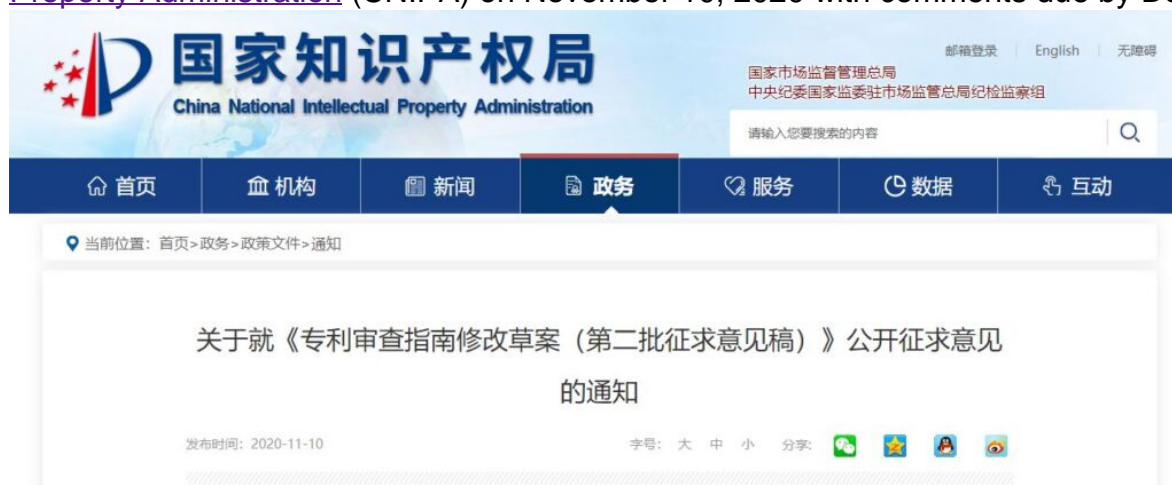 Property Administration (CNIPA) on November 10, 2020 with comments due by De
国家知识产权局
China National Intellectual Property Administration
邮箱登录 | English | 无障碍
国家市场监督管理总局
中央纪委国家监委驻市场监管总局纪检监察组
请输入您要搜索的内容
首页 机构 新闻 政务 服务 数据 互动
当前位置：首页>政务>政策文件>通知
关于就《专利审查指南修改草案（第二批征求意见稿）》公开征求意见
的通知
发布时间：2020-11-10 字号： 大 中 小 分享: